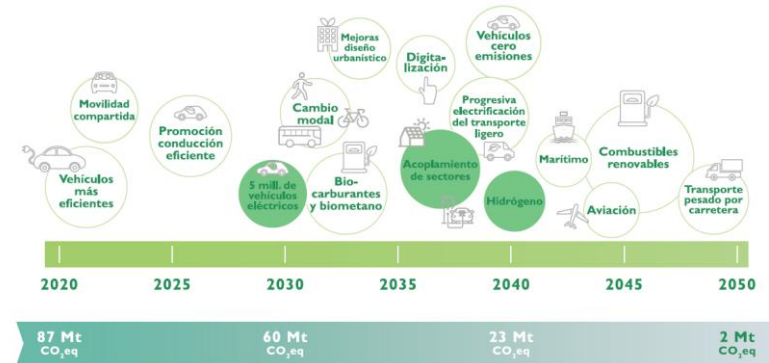 Movilidad
compartida
Vehículos
más
eficientes
Promoción
conducción
eficiente
Mejoras
diseño
urbanístico
Cambio
modal
5 mill. de
vehículos
eléctricos
Bio-
carburantes
y biometano
Digita-
lización
Acoplamiento
de sectores
Vehículos
cero
emisiones
Progresiva
electrificación
del transporte
ligero
Hidrógeno
Marítimo
Combustibles
renovables
Aviación
Transporte
pesado por
carretera
2020 2025 2030 2035 2040 2045 2050
87 Mt 60 Mt 23 Mt 2 Mt
CO₂eq CO₂eq CO₂eq CO₂eq